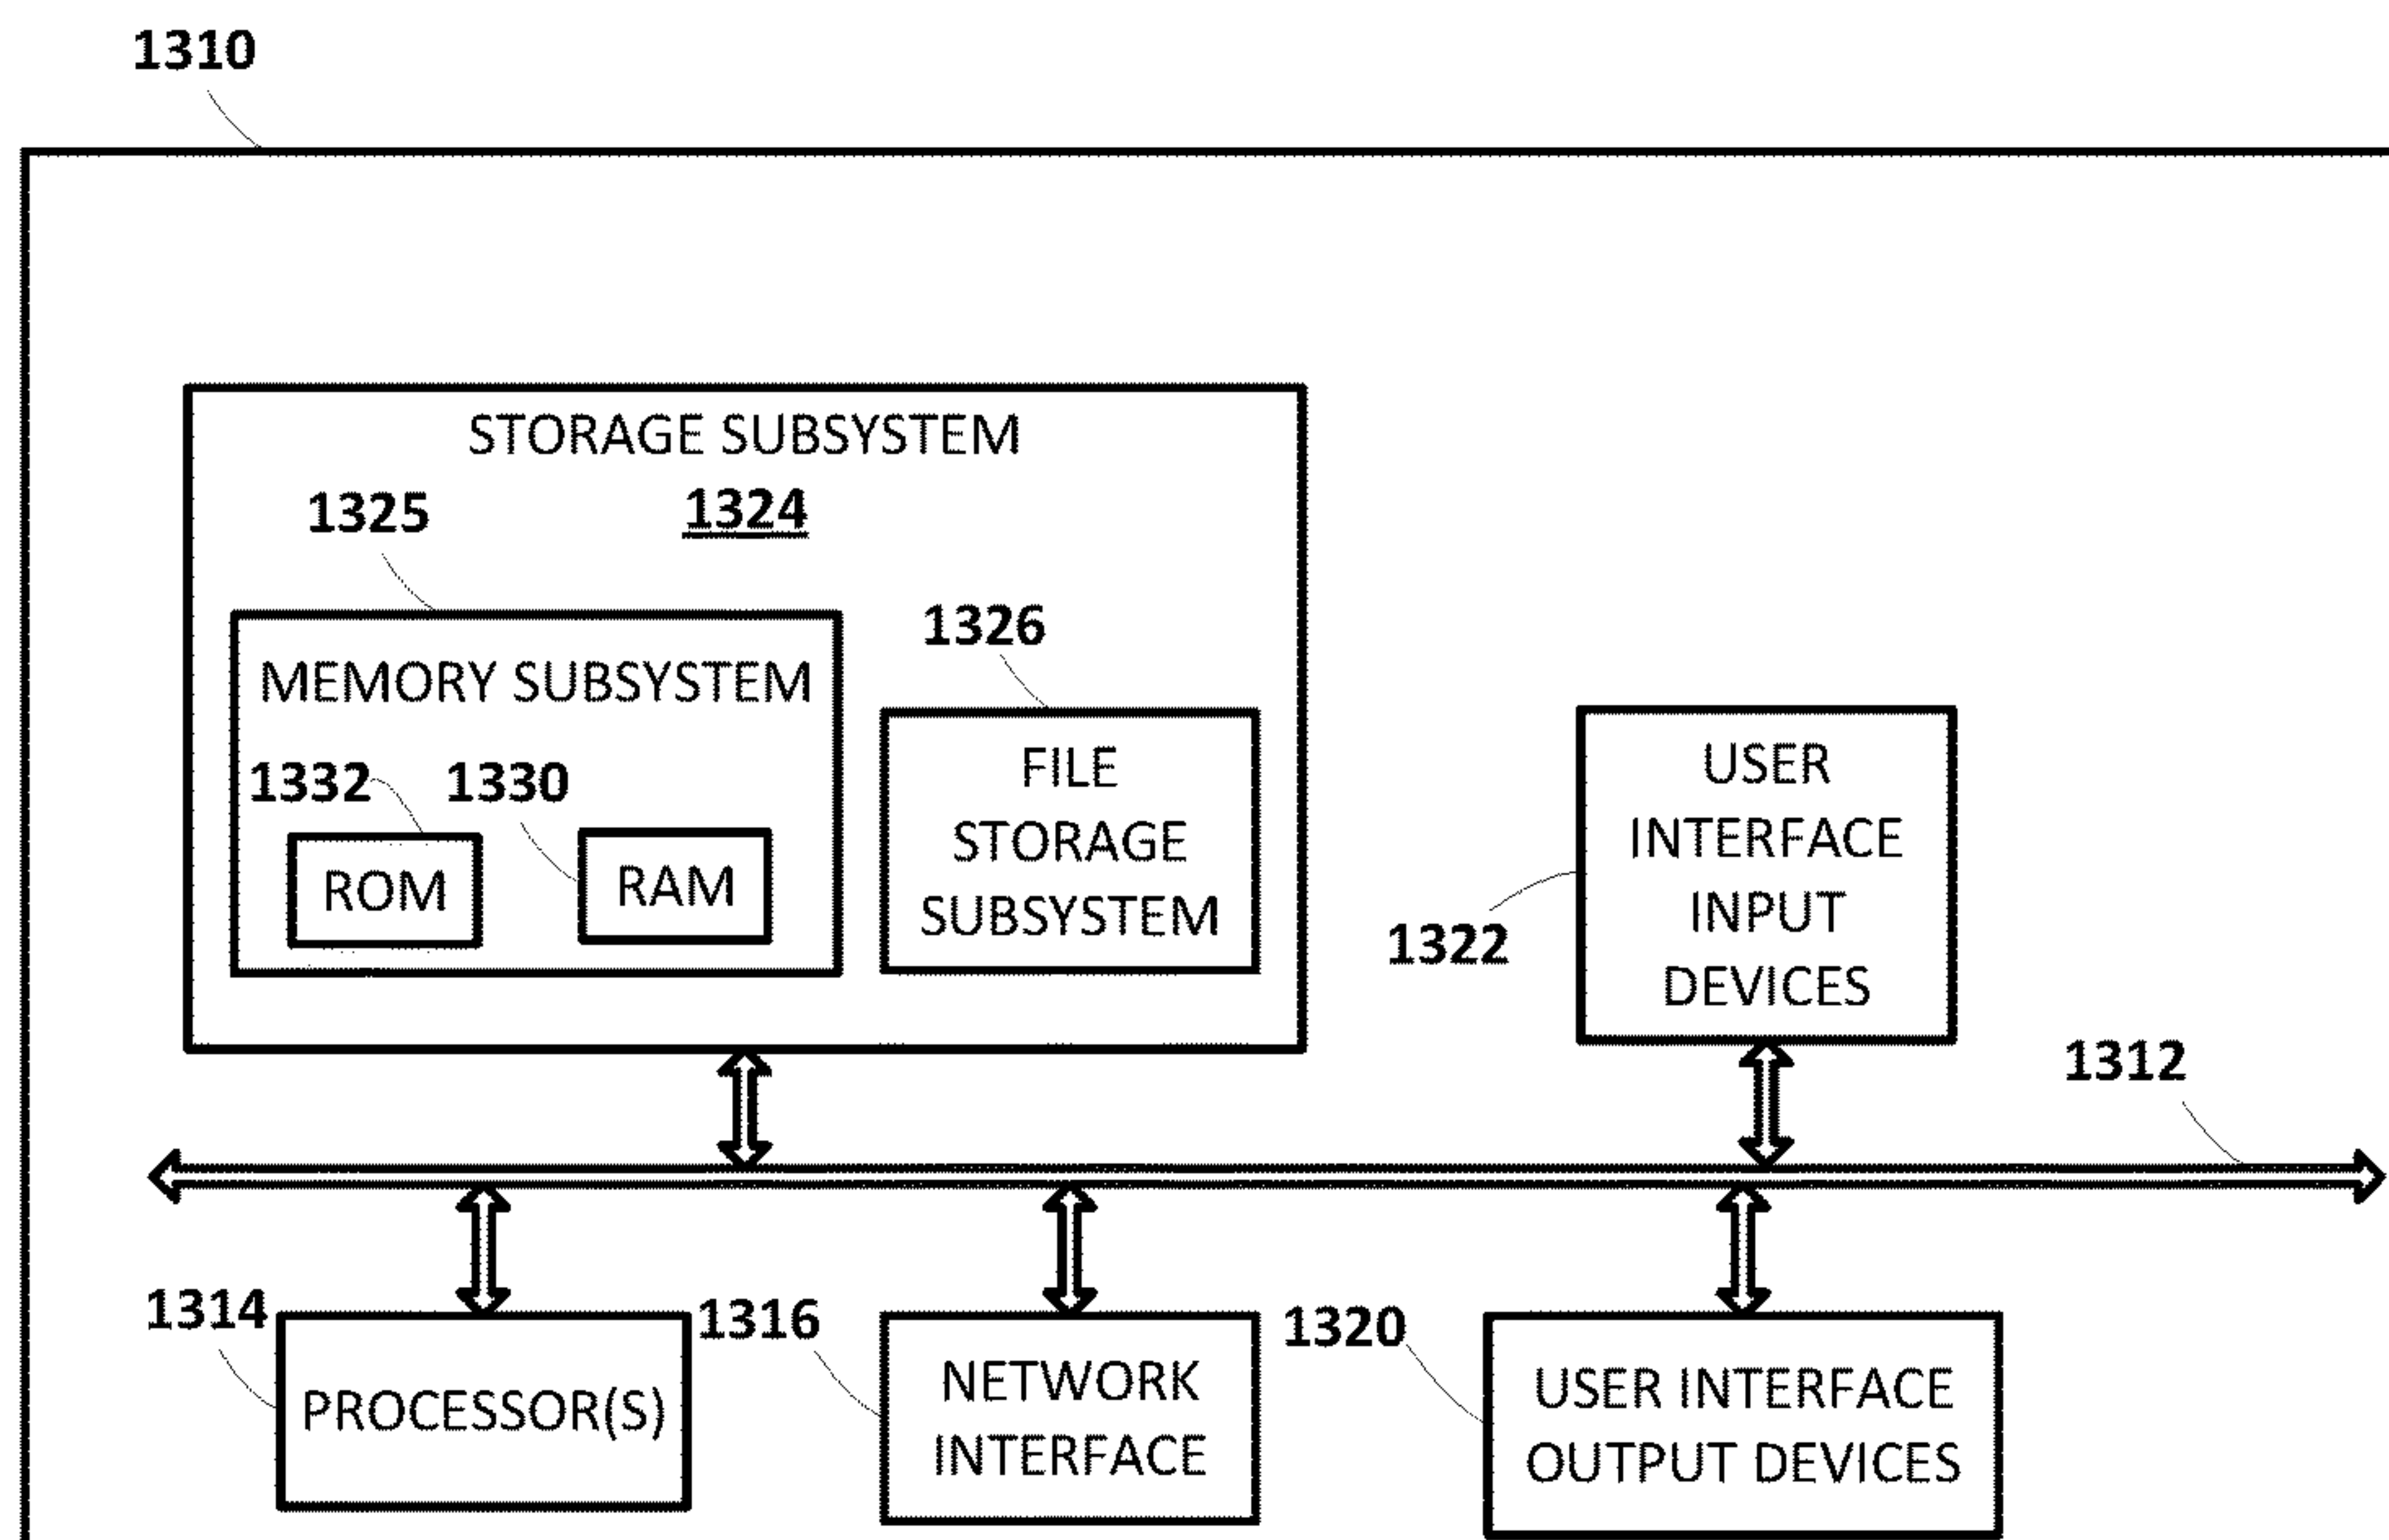 1310
STORAGE SUBSYSTEM
1324
1325
MEMORY SUBSYSTEM
1332
1330
ROM
RAM
1326
FILE
STORAGE
SUBSYSTEM
USER
INTERFACE
INPUT
DEVICES
1322
1312
1314
PROCESSOR(S)
1316
NETWORK
INTERFACE
1320
USER INTERFACE
OUTPUT DEVICES